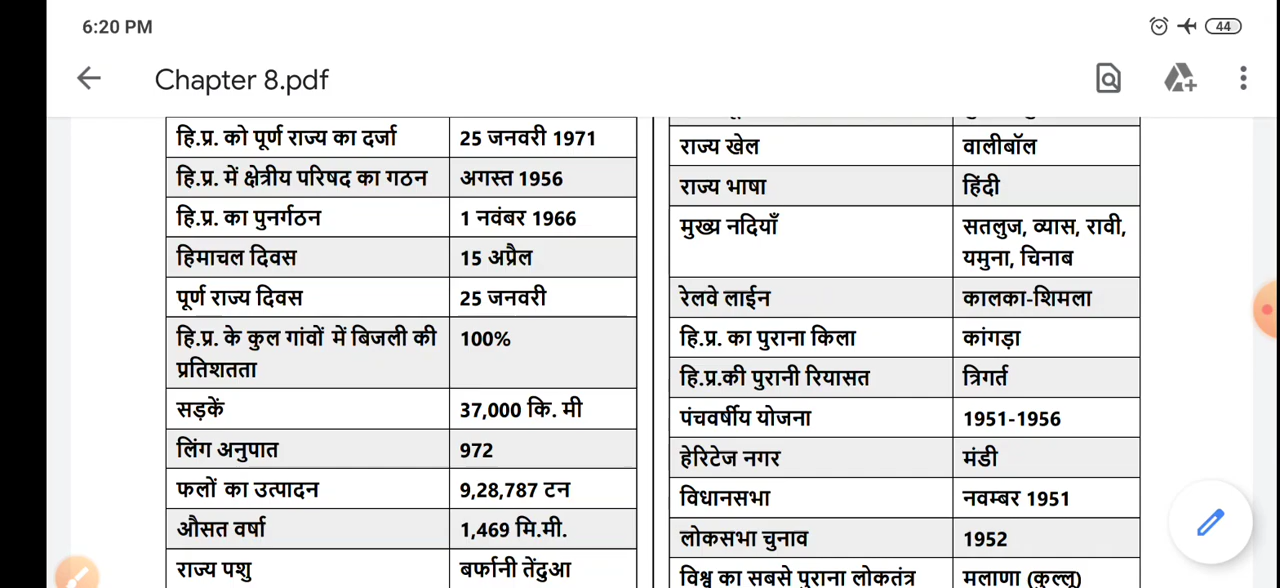 6:20 PM
44
Chapter 8.pdf
हि.प्र. को पूर्ण राज्य का दर्जा 25 जनवरी 1971
हि.प्र. में क्षेत्रीय परिषद का गठन अगस्त 1956
हि.प्र. का पुनर्गठन 1 नवंबर 1966
हिमाचल दिवस 15 अप्रैल
पूर्ण राज्य दिवस 25 जनवरी
हि.प्र. के कुल गांवों में बिजली की 100%
प्रतिशतता
सड़कें 37,000 कि. मी
लिंग अनुपात 972
फलों का उत्पादन 9,28,787 टन
औसत वर्षा 1,469 मि.मी.
राज्य पशु बर्फानी तेंदुआ
राज्य खेल वालीबॉल
राज्य भाषा हिंदी
मुख्य नदियाँ सतलुज, व्यास, रावी,
यमुना, चिनाब
रेलवे लाईन कालका-शिमला
हि.प्र. का पुराना किला कांगड़ा
हि.प्र.की पुरानी रियासत त्रिगर्त
पंचवर्षीय योजना 1951-1956
हेरिटेज नगर मंडी
विधानसभा नवम्बर 1951
लोकसभा चुनाव 1952
विश्व का सबसे पुराना लोकतंत्र मलाणा (कुल्लू)